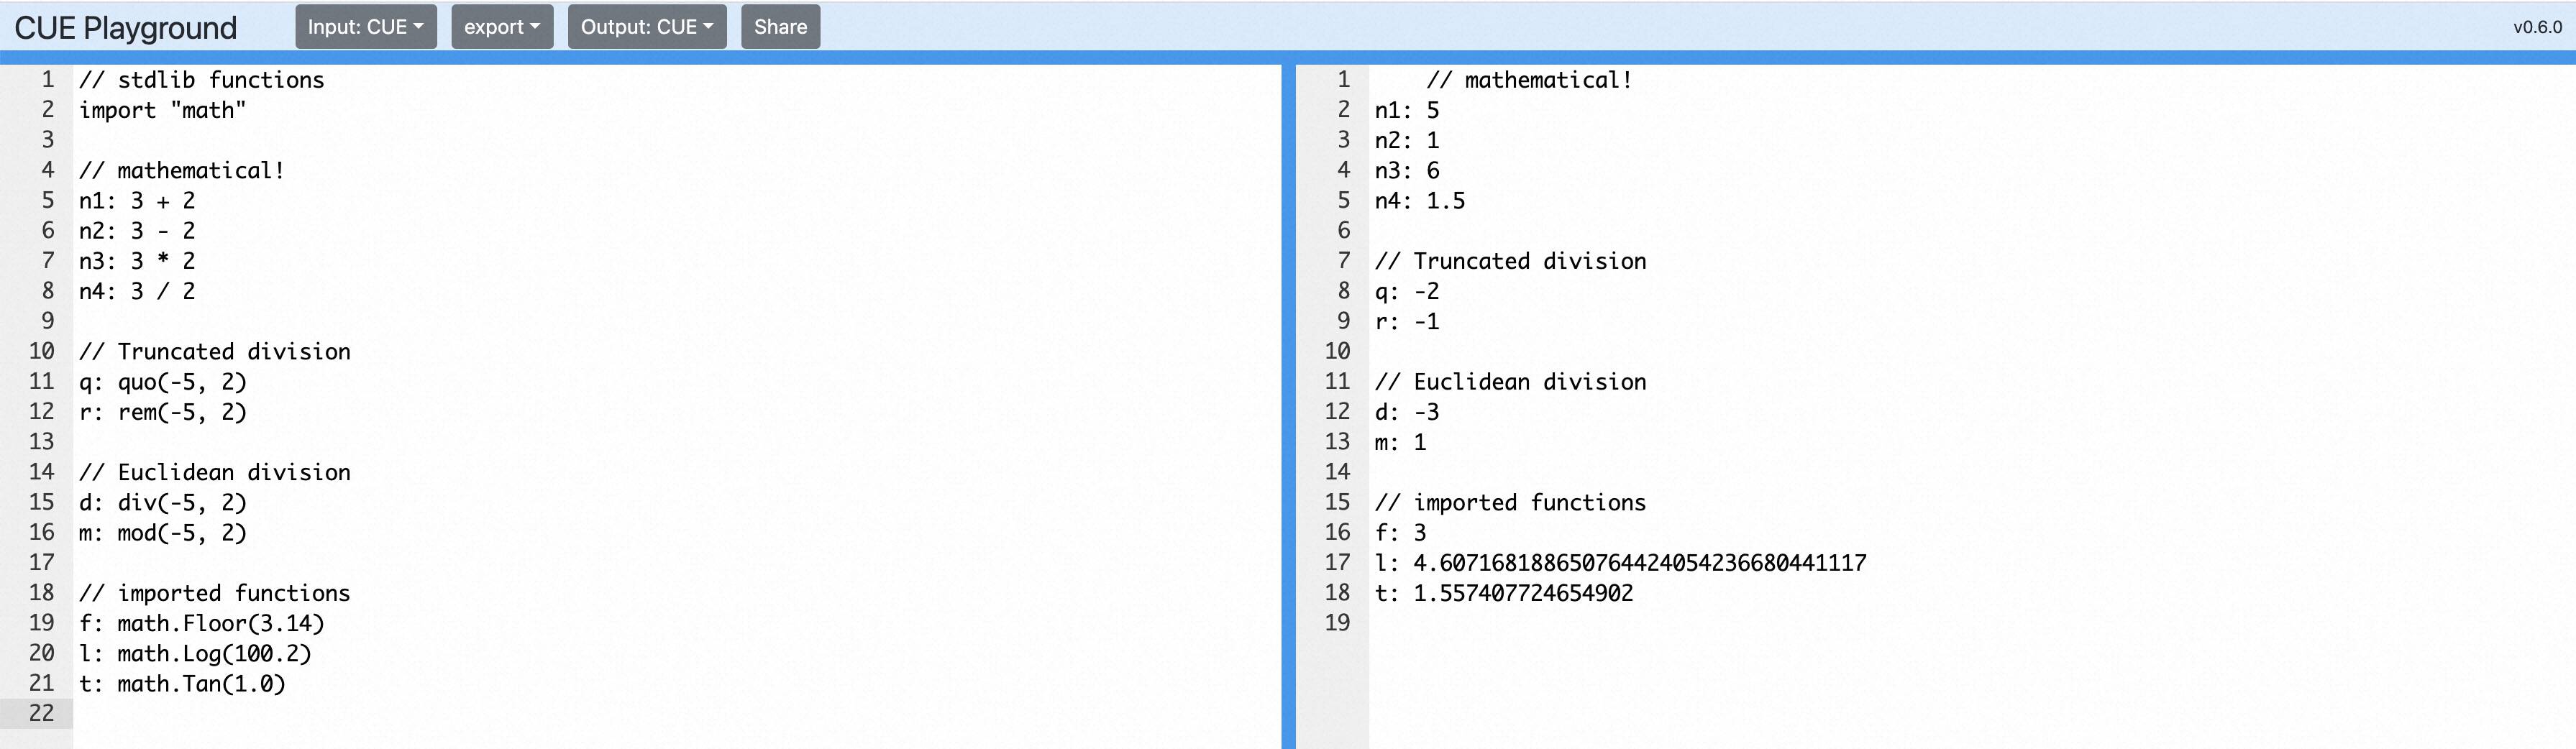 CUE Playground
Input: CUE
export
Output: CUE
Share
v0.6.0
1 // stdlib functions
2 import "math"
3
4 // mathematical!
5 n1: 3 + 2
6 n2: 3 - 2
7 n3: 3 * 2
8 n4: 3 / 2
9
10 // Truncated division
11 q: quo(-5, 2)
12 r: rem(-5, 2)
13
14 // Euclidean division
15 d: div(-5, 2)
16 m: mod(-5, 2)
17
18 // imported functions
19 f: math.Floor(3.14)
20 l: math.Log(100.2)
21 t: math.Tan(1.0)
22
1     // mathematical!
2 n1: 5
3 n2: 1
4 n3: 6
5 n4: 1.5
6
7 // Truncated division
8 q: -2
9 r: -1
10
11 // Euclidean division
12 d: -3
13 m: 1
14
15 // imported functions
16 f: 3
17 l: 4.607168188650764424054236680441117
18 t: 1.557407724654902
19